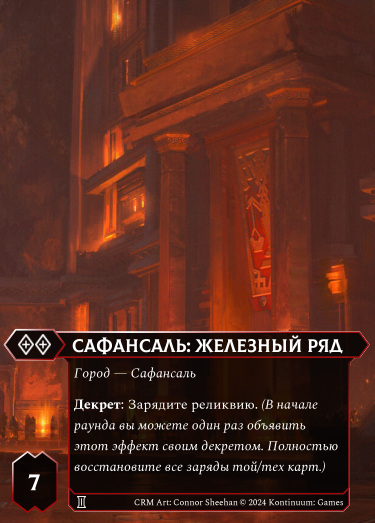 САФАНСАЛЬ: ЖЕЛЕЗНЫЙ РЯД
Город — Сафансаль
Декрет: Зарядите реликвию. (В начале
раунда вы можете один раз объявить
этот эффект своим декретом. Полностью
восстановите все заряды той/тех карт.)
7
CRM Art: Connor Sheehan © 2024 Kontinuum: Games